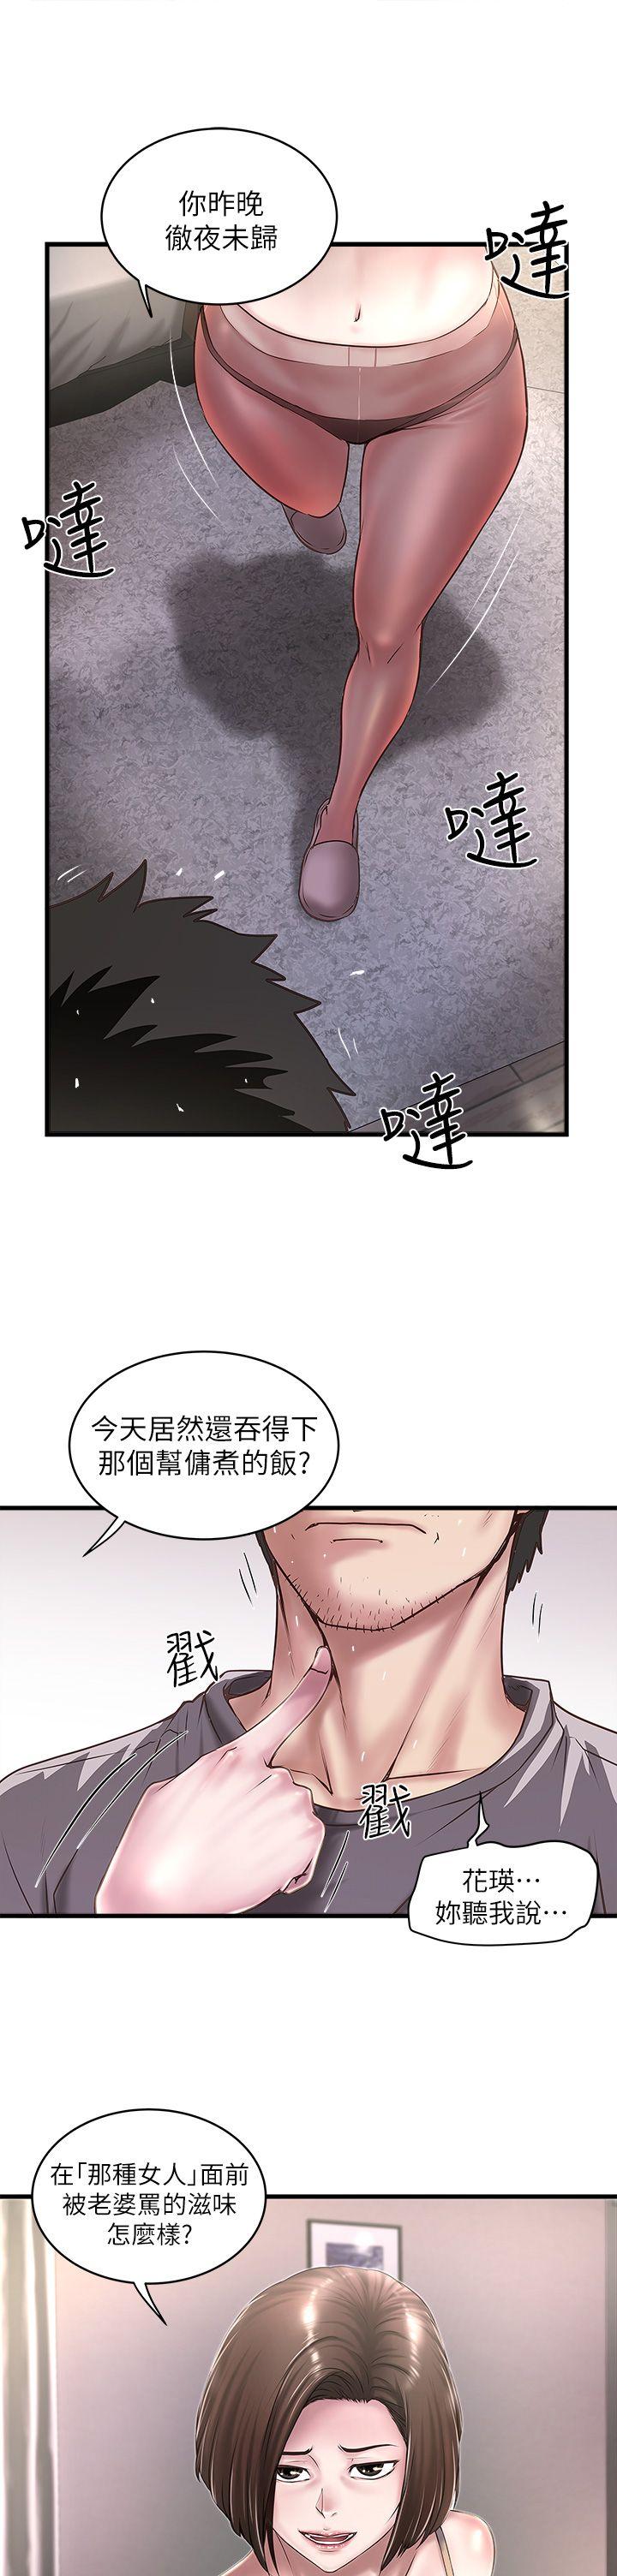 你昨晚
徹夜未歸
噠
噠
噠
噠
今天居然還吞得下
那個幫傭煮的飯?
戳
戳
花瑛⋯
妳聽我說⋯
在「那種女人」面前
被老婆罵的滋味
怎麼樣?